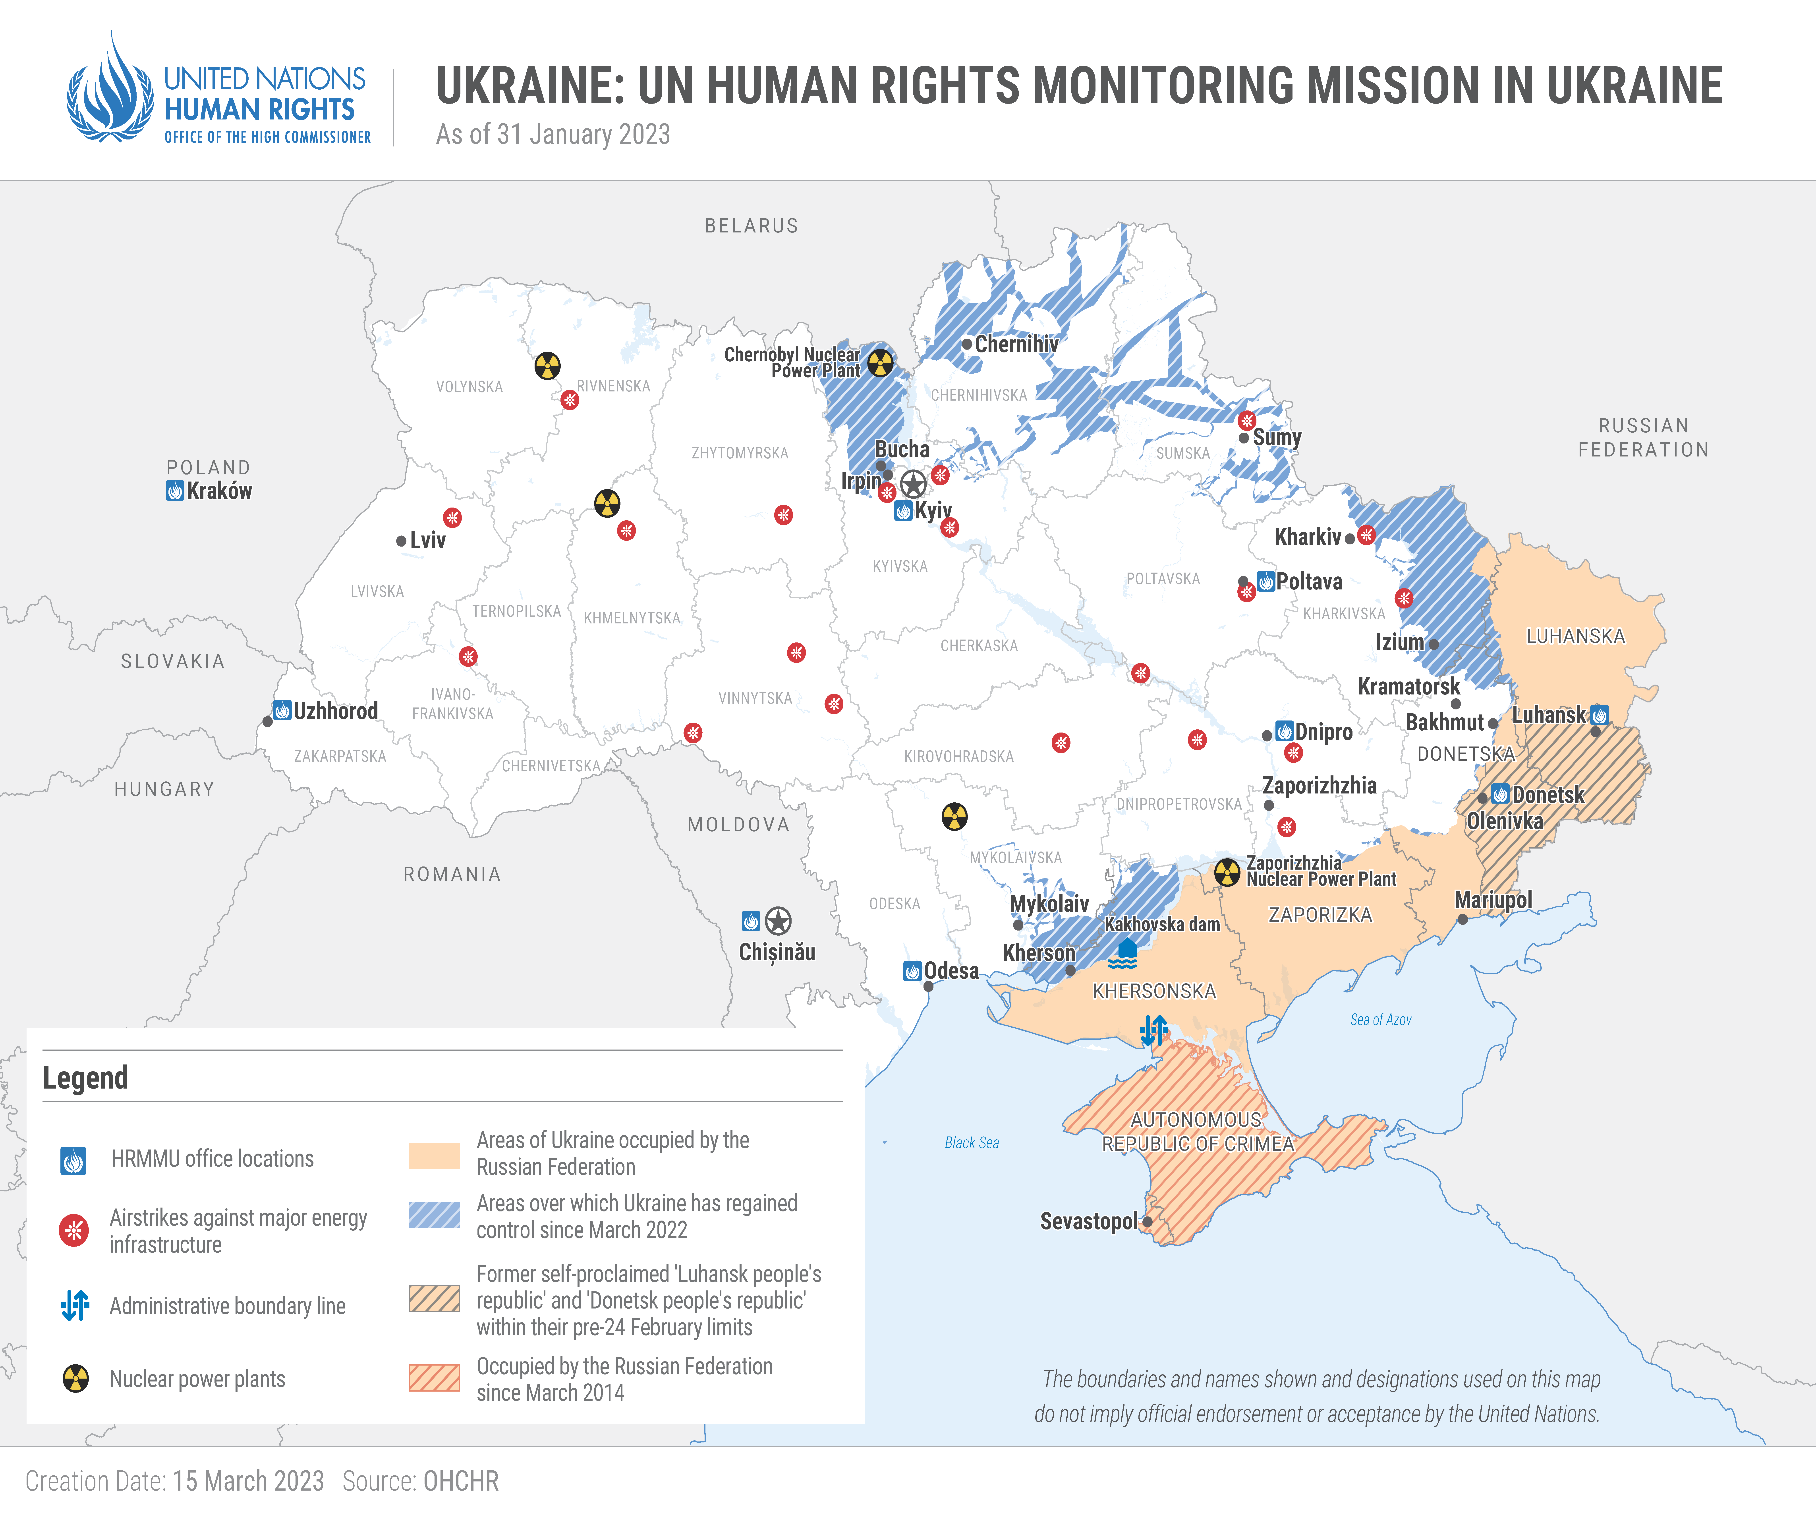 UNITED NATIONS
HUMAN RIGHTS
OFFICE OF THE HIGH COMMISSIONER
UKRAINE: UN HUMAN RIGHTS MONITORING MISSION IN UKRAINE
As of 31 January 2023
BELARUS
Chernihiv
Chernobyl Nuclear
Power Plant
VOLYNSKA
RIVNENSKA
CHERNIHIVSKA
RUSSIAN
FEDERATION
Sumy
Bucha
ZHYTOMYRSKA
SUMSKA
POLAND
Kraków
Irpin
Kyiv
Lviv
Kharkiv
KYIVSKA
POLTAVSKA
Poltava
LVIVSKA
TERNOPILSKA
KHMELNYTSKA
KHARKIVSKA
CHERKASKA
Izium
LUHANSKA
SLOVAKIA
Kramatorsk
IVANO-
FRANKIVSKA
VINNYTSKA
Uzhhorod
Bakhmut
Luhansk
Dnipro
ZAKARPATSKA
CHERNIVETSKA
KIROVOHRADSKA
DONETSKA
HUNGARY
Zaporizhzhia
Donetsk
DNIPROPETROVSKA
MOLDOVA
Olenivka
MYKOLAIVSKA
Zaporizhzhia
Nuclear Power Plant
ROMANIA
ODESKA
Mykolaiv
Mariupol
ZAPORIZKA
Kakhovska dam
Chișinău
Kherson
Odesa
KHERSONSKA
Sea of Azov
AUTONOMOUS
REPUBLIC OF CRIMEA
Black Sea
Sevastopol
Legend
HRMMU office locations
Airstrikes against major energy
infrastructure
Administrative boundary line
Nuclear power plants
Areas of Ukraine occupied by the
Russian Federation
Areas over which Ukraine has regained
control since March 2022
Former self-proclaimed 'Luhansk people's
republic' and 'Donetsk people's republic'
within their pre-24 February limits
Occupied by the Russian Federation
since March 2014
The boundaries and names shown and designations used on this map
do not imply official endorsement or acceptance by the United Nations.
Creation Date: 15 March 2023 Source: OHCHR